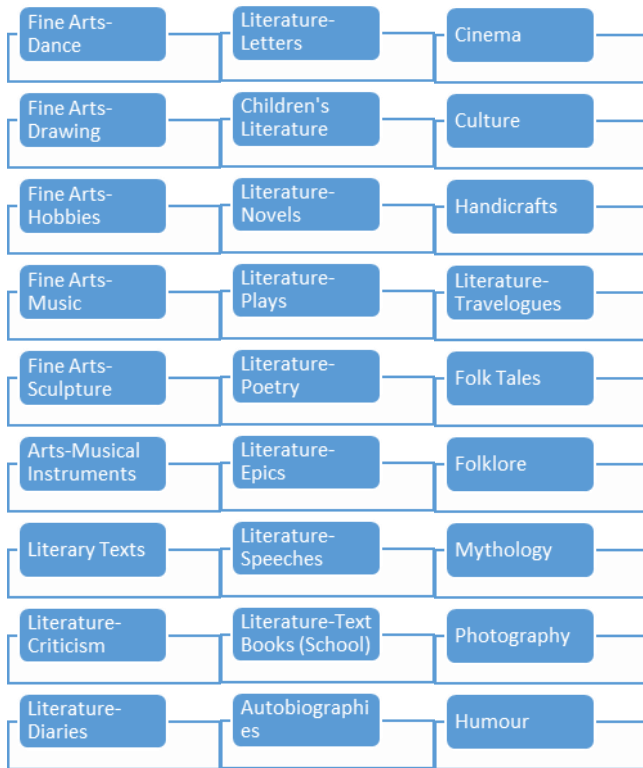 Fine Arts-
Dance
Literature-
Letters
Cinema
Fine Arts-
Drawing
Children's
Literature
Culture
Fine Arts-
Hobbies
Literature-
Novels
Handicrafts
Fine Arts-
Music
Literature-
Plays
Literature-
Travelogues
Fine Arts-
Sculpture
Literature-
Poetry
Folk Tales
Arts-Musical
Instruments
Literature-
Epics
Folklore
Literary Texts
Literature-
Speeches
Mythology
Literature-
Criticism
Literature-Text
Books (School)
Photography
Literature-
Diaries
Autobiographi
es
Humour